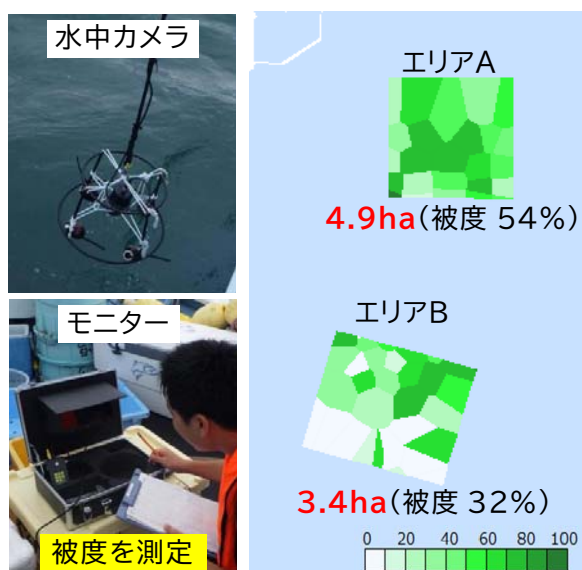 水中カメラ
エリアA
4.9ha(被度 54%)
モニター
被度を測定
エリアB
3.4ha(被度 32%)
0 20 40 60 80 100